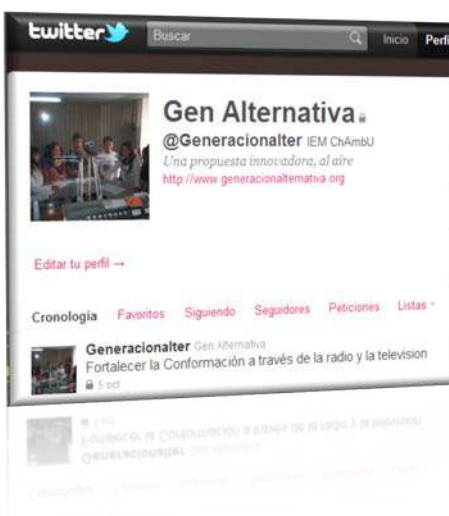 twitter
Buscar
Inicio Perfi
Gen Alternativa
@Generacionalter IEM ChAmbU
Una propuesta innovadora, al aire
http://www.generacionalternativa.org
Editar tu perfil →
Cronología Favoritos Siguiendo Seguidores Peticiones Listas
Generacionalter Gen Alternativa
Fortalecer la Conformación a través de la radio y la television
5 oct